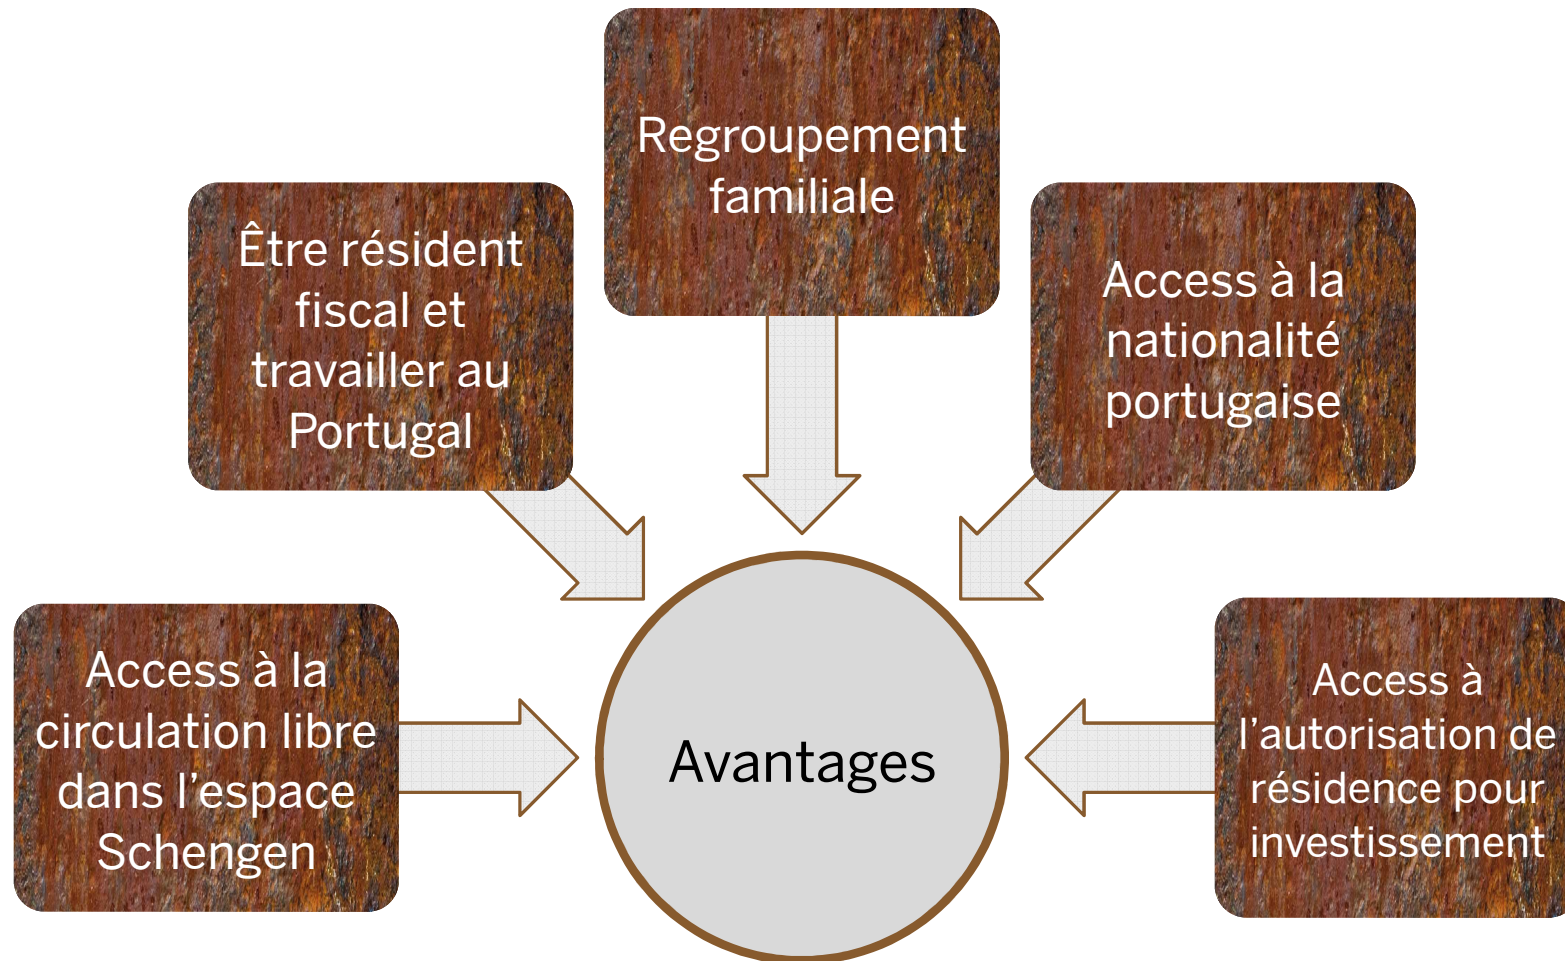 Regroupement
familiale
Être résident
fiscal et
travailler au
Portugal
Access à la
nationalité
portugaise
Access à la
circulation libre
dans l’espace
Schengen
Avantages
Access à
l’autorisation de
résidence pour
investissement